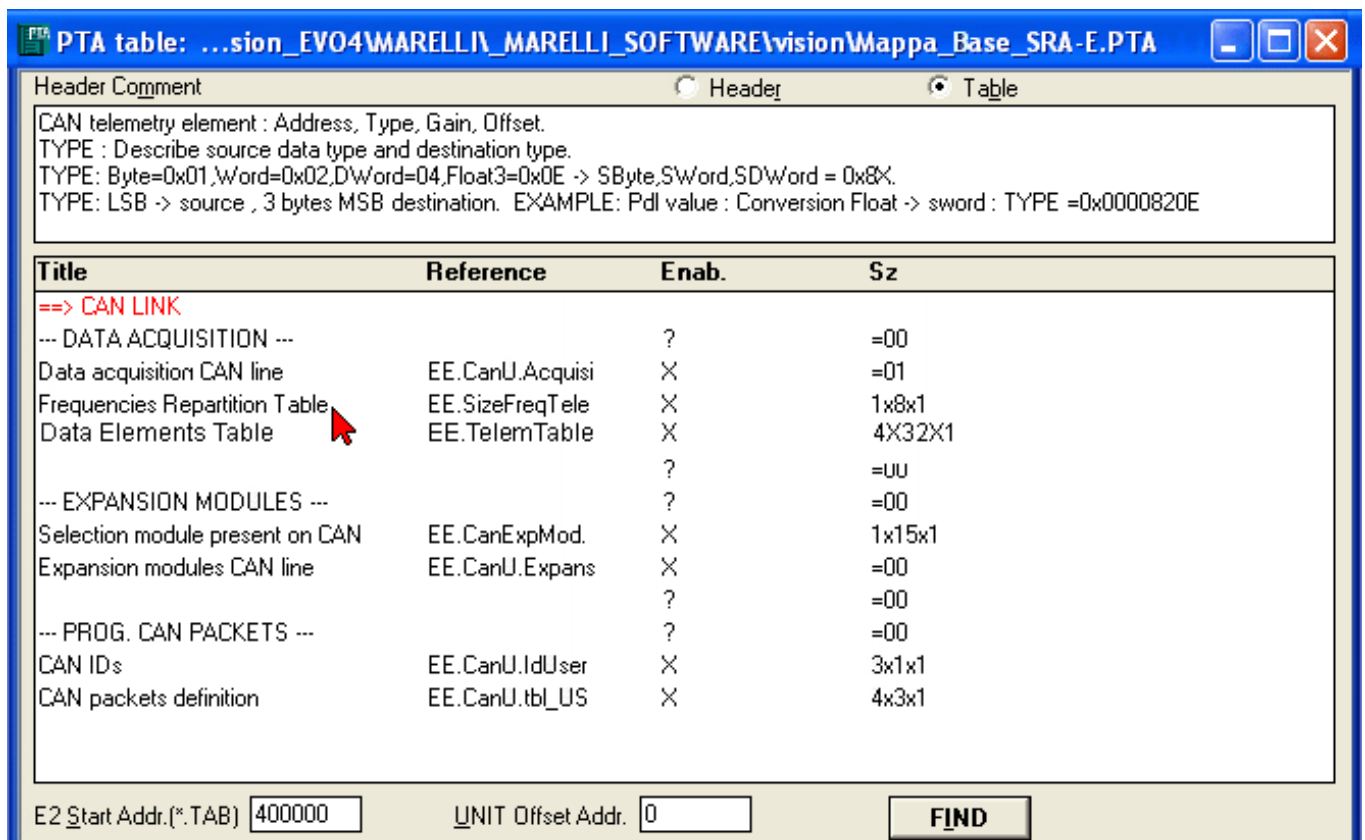 PTA table: ...sion_EVO4\MARELLI\_MARELLI_SOFTWARE\vision\Mappa_Base_SRA-E.PTA
Header Comment Header Table
CAN telemetry element : Address, Type, Gain, Offset.
TYPE : Describe source data type and destination type.
TYPE: Byte=0x01,Word=0x02,DWord=04,Float3=0x0E -> SByte,SWord,SDWord = 0x8X.
TYPE: LSB -> source , 3 bytes MSB destination. EXAMPLE: Pdl value : Conversion Float -> sword : TYPE =0x0000820E
Title Reference Enab. Sz
==> CAN LINK
--- DATA ACQUISITION --- ? =00
Data acquisition CAN line EE.CanU.Acquisi X =01
Frequencies Repartition Table EE.SizeFreqTele X 1x8x1
Data Elements Table EE.TelemTable X 4X32X1
? =00
--- EXPANSION MODULES --- ? =00
Selection module present on CAN EE.CanExpMod. X 1x15x1
Expansion modules CAN line EE.CanU.Expans X =00
? =00
--- PROG. CAN PACKETS --- ? =00
CAN IDs EE.CanU.IdUser X 3x1x1
CAN packets definition EE.CanU.tbl_US X 4x3x1
E2 Start Addr.(*.TAB) 400000 UNIT Offset Addr. 0 FIND